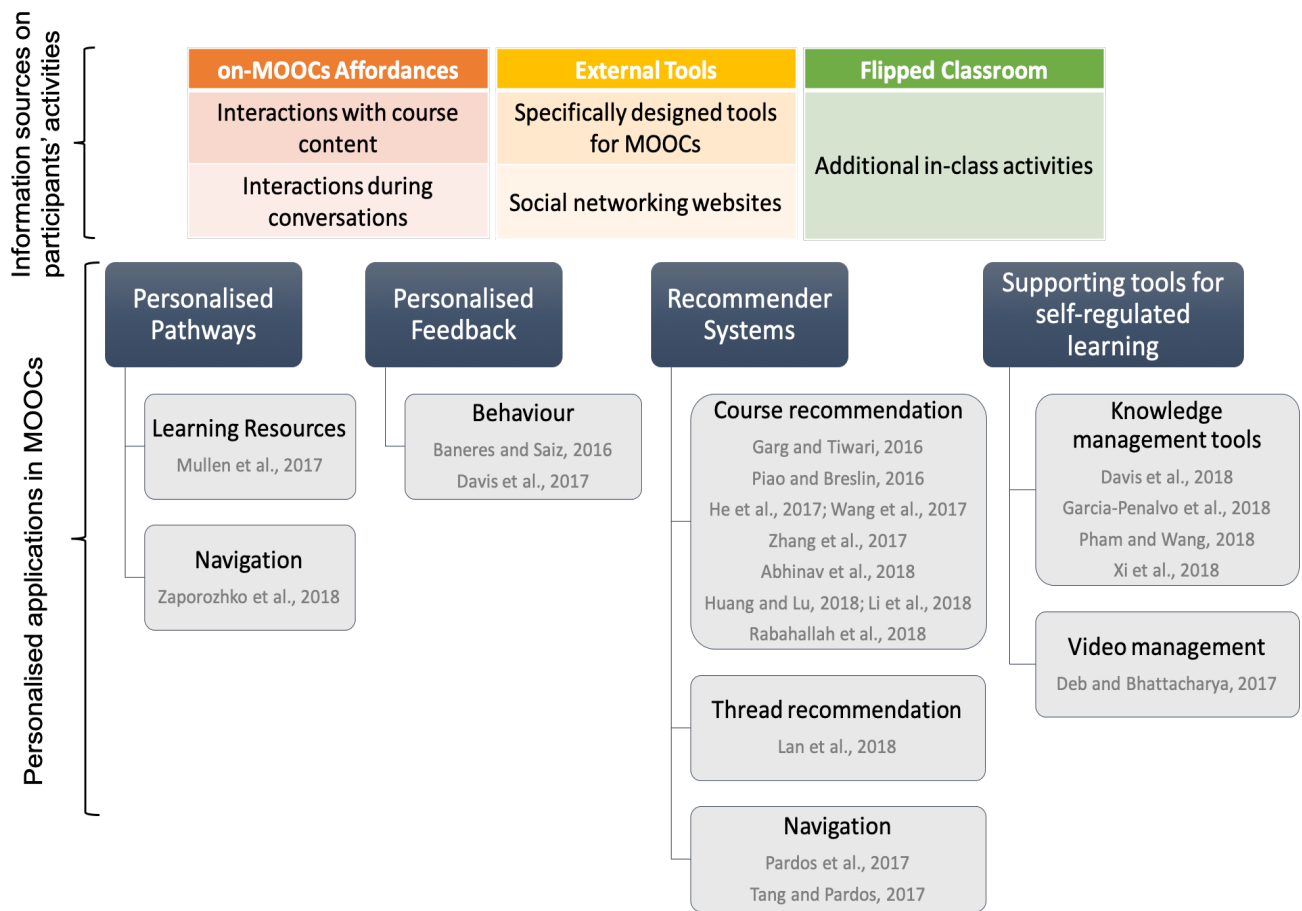 Information sources on
participants' activities
on-MOOCs Affordances
External Tools
Flipped Classroom
Interactions with course
content
Specifically designed tools
for MOOCs
Additional in-class activities
Interactions during
conversations
Social networking websites
Personalised applications in MOOCs
Personalised
Pathways
Learning Resources
Mullen et al., 2017
Navigation
Zaporozhko et al., 2018
Personalised
Feedback
Behaviour
Baneres and Saiz, 2016
Davis et al., 2017
Recommender
Systems
Course recommendation
Garg and Tiwari, 2016
Piao and Breslin, 2016
He et al., 2017; Wang et al., 2017
Zhang et al., 2017
Abhinav et al., 2018
Huang and Lu, 2018; Li et al., 2018
Rabahallah et al., 2018
Thread recommendation
Lan et al., 2018
Navigation
Pardos et al., 2017
Tang and Pardos, 2017
Supporting tools for
self-regulated
learning
Knowledge
management tools
Davis et al., 2018
Garcia-Penalvo et al., 2018
Pham and Wang, 2018
Xi et al., 2018
Video management
Deb and Bhattacharya, 2017